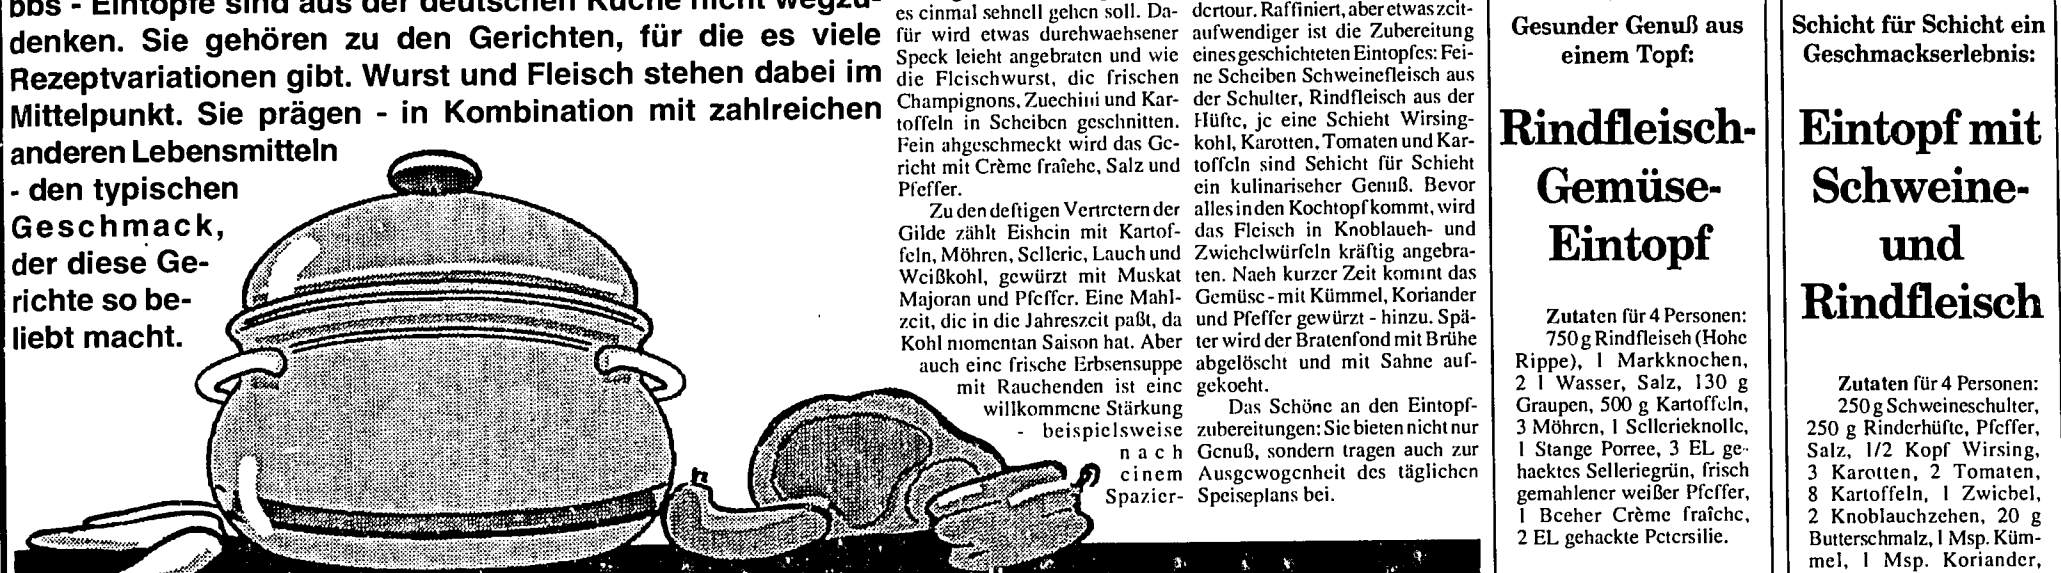 bbs - Eintöpfe sind aus der deutschen Küche nicht wegzu-
denken. Sie gehören zu den Gerichten, für die es viele
Rezeptvariationen gibt. Wurst und Fleisch stehen dabei im
Mittelpunkt. Sie prägen - in Kombination mit zahlreichen
anderen Lebensmitteln
- den typischen
Geschmack,
der diese Ge-
richte so be-
liebt macht.
es einmal schnell gehen soll. Da-
für wird etwas durchwachsener
Speck leicht angebraten und wie
die Fleischwurst, die frischen
Champignons, Zucchini und Kar-
toffeln in Scheiben geschnitten.
Fein abgeschmeckt wird das Ge-
richt mit Crème fraîche, Salz und
Pfeffer.
Zu den deftigen Vertretern der
Gilde zählt Eisbein mit Kartof-
feln, Möhren, Sellerie, Lauch und
Weißkohl, gewürzt mit Muskat
Majoran und Pfeffer. Eine Mahl-
zeit, die in die Jahreszeit paßt, da
Kohl momentan Saison hat. Aber
auch eine frische Erbsensuppe
mit Rauchenden ist eine
willkommene Stärkung
- beispielsweise
nach
einem
Spazier-
dertour. Raffiniert, aber etwas zeit-
aufwendiger ist die Zubereitung
eines geschichteten Eintopfes: Fei-
ne Scheiben Schweinefleisch aus
der Schulter, Rindfleisch aus der
Hüfte, je eine Schicht Wirsing-
kohl, Karotten, Tomaten und Kar-
toffeln sind Schicht für Schicht
ein kulinarischer Genuß. Bevor
alles in den Kochtopf kommt, wird
das Fleisch in Knoblauch- und
Zwiebelwürfeln kräftig angebra-
ten. Nach kurzer Zeit kommt das
Gemüse - mit Kümmel, Koriander
und Pfeffer gewürzt - hinzu. Spä-
ter wird der Bratenfond mit Brühe
abgelöscht und mit Sahne auf-
gekocht.
Das Schöne an den Eintopf-
zubereitungen: Sie bieten nicht nur
Genuß, sondern tragen auch zur
Ausgewogenheit des täglichen
Speiseplans bei.
Gesunder Genuß aus
einem Topf:
Rindfleisch-
Gemüse-
Eintopf
Zutaten für 4 Personen:
750 g Rindfleisch (Hohe
Rippe), 1 Markknochen,
2 l Wasser, Salz, 130 g
Graupen, 500 g Kartoffeln,
3 Möhren, 1 Sellerieknolle,
1 Stange Porree, 3 EL ge-
hacktes Selleriegrün, frisch
gemahlener weißer Pfeffer,
1 Becher Crème fraîche,
2 EL gehackte Petersilie.
Schicht für Schicht ein
Geschmackserlebnis:
Eintopf mit
Schweine-
und
Rindfleisch
Zutaten für 4 Personen:
250 g Schweineschulter,
250 g Rinderhüfte, Pfeffer,
Salz, 1/2 Kopf Wirsing,
3 Karotten, 2 Tomaten,
8 Kartoffeln, 1 Zwiebel,
2 Knoblauchzehen, 20 g
Butterschmalz, 1 Msp. Küm-
mel, 1 Msp. Koriander,